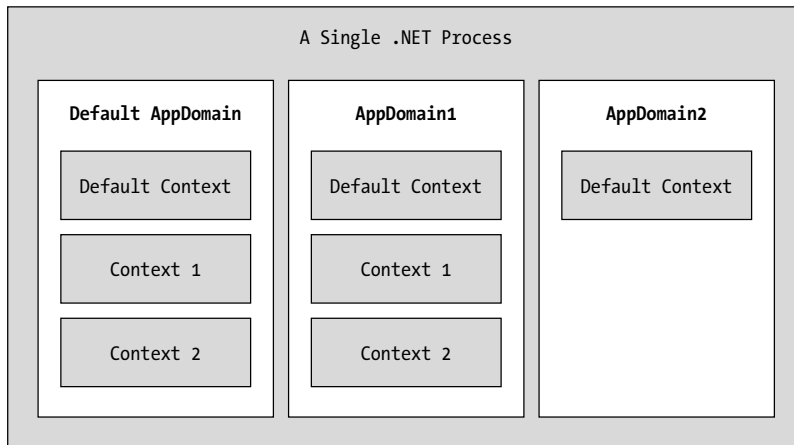 A Single .NET Process
Default AppDomain
Default Context
Context 1
Context 2
AppDomain1
Default Context
Context 1
Context 2
AppDomain2
Default Context